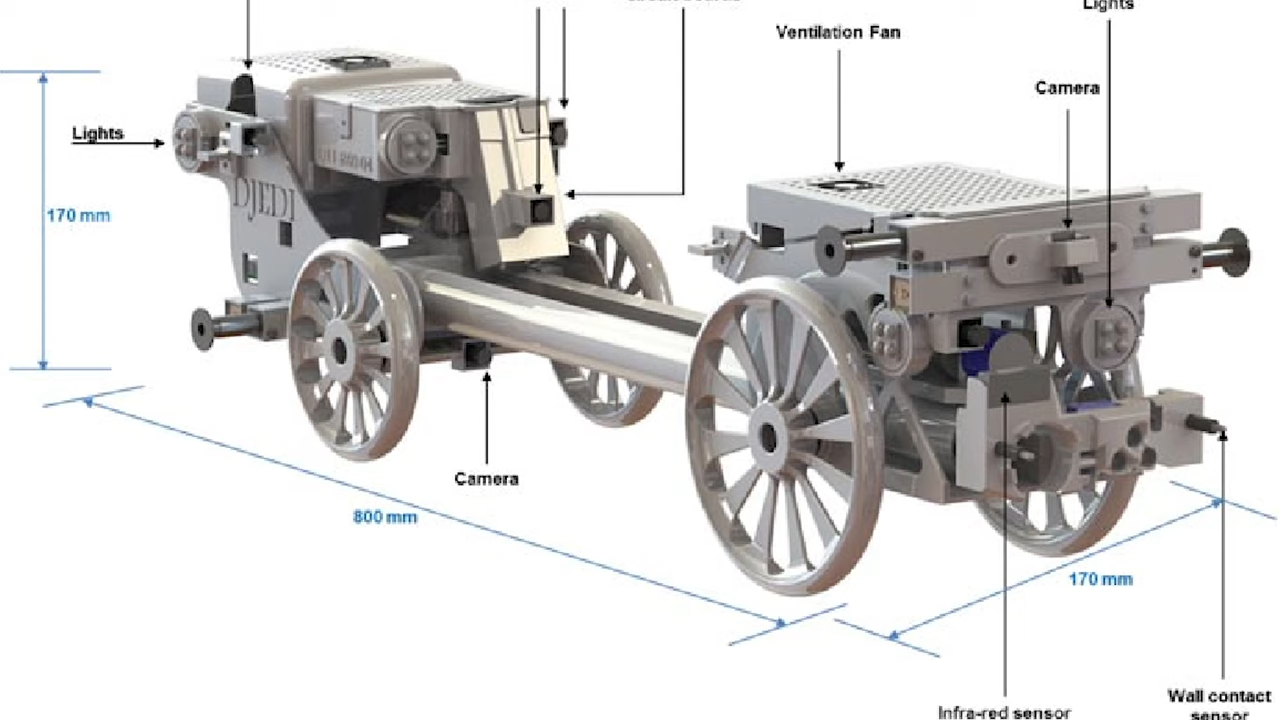 Lights
Ventilation Fan
Camera
Lights
170 mm
DJEDI
Camera
800 mm
170 mm
Infra-red sensor
Wall contact
sensor